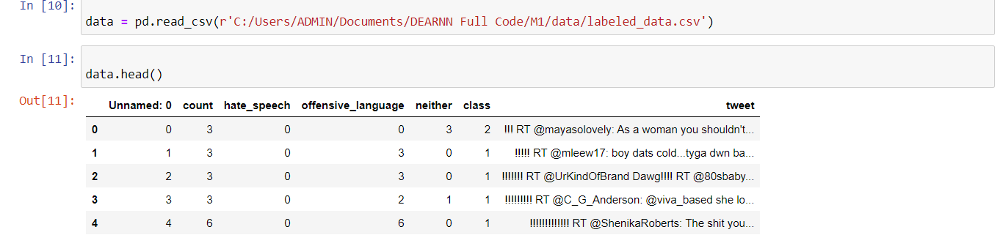 In [10]:
data = pd.read_csv(r'C:/Users/ADMIN/Documents/DEARNN Full Code/M1/data/labeled_data.csv')
In [11]:
data.head()
Out[11]:
Unnamed: 0 count hate_speech offensive_language neither class tweet
0 0 3 0 0 3 2 !!! RT @mayasolovely: As a woman you shouldn't...
1 1 3 0 3 0 1 !!!!! RT @mleew17: boy dats cold...tyga dwn ba...
2 2 3 0 3 0 1 !!!!!!! RT @UrKindOfBrand Dawg!!!! RT @80sbaby...
3 3 3 0 2 1 1 !!!!!!!!! RT @C_G_Anderson: @viva_based she lo...
4 4 6 0 6 0 1 !!!!!!!!!!!!! RT @ShenikaRoberts: The shit you...